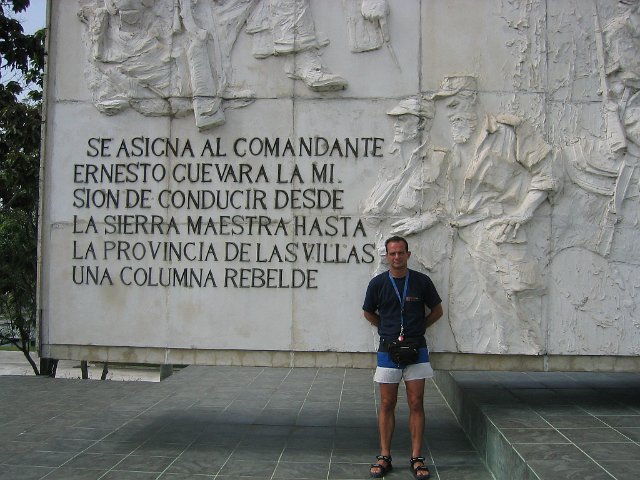 SE ASIGNA AL COMANDANTE
ERNESTO GUEVARA LA MI_
SION DE CONDUCIR DESDE
LA SIERRA MAESTRA HASTA
LA PROVINCIA DE LAS VILLAS
UNA COLUMNA REBELDE